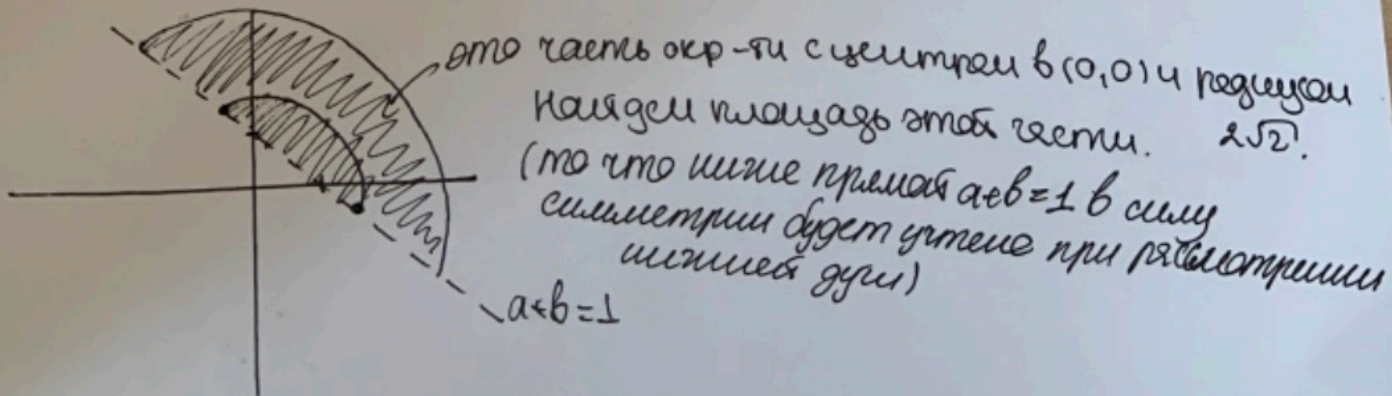 это часть окр-ти с центром в (0,0) и радиусом
2√2.
Найдем площадь этой части.
(то что ниже прямой a+b=1 в силу
симметрии будет учтено при рассмотрении
нижней дуги)
a+b=1